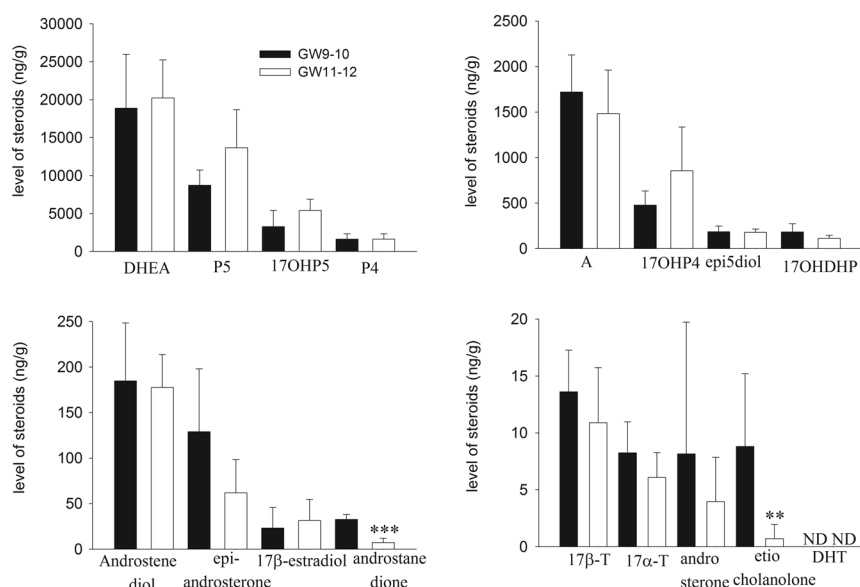 level of steroids (ng/g)
30000
25000
20000
15000
10000
5000
0
GW9-10
GW11-12
DHEA P5 17OHP5 P4
level of steroids (ng/g)
2500
2000
1500
1000
500
0
A 17OHP4 epi5diol 17OHDHP
level of steroids (ng/g)
250
200
150
100
50
0
***
Androstene epi- 17β-estradiol androstane
diol androsterone dione
level of steroids (ng/g)
20
15
10
5
0
**
ND ND
17β-T 17α-T andro etio DHT
sterone cholanolone